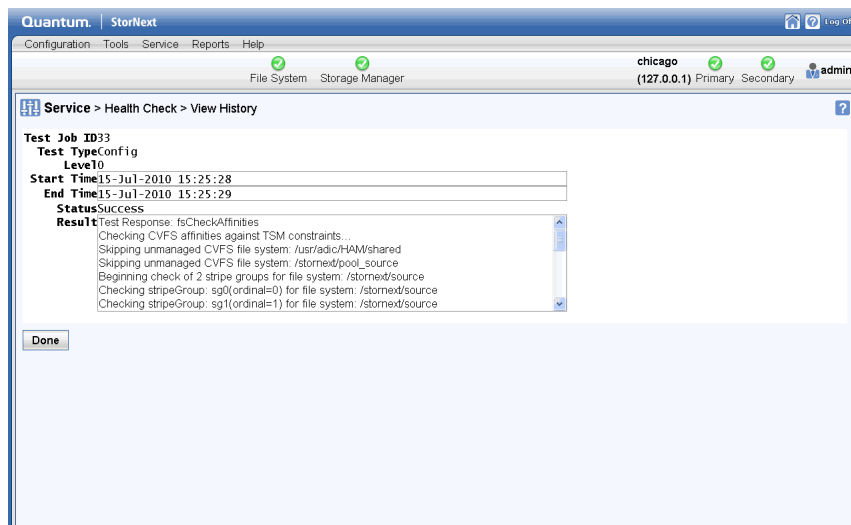 Quantum. | StorNext
Log Of
Configuration Tools Service Reports Help
File System Storage Manager
chicago
(127.0.0.1) Primary Secondary
admin
Service > Health Check > View History
?
Test Job ID33
Test TypeConfig
Level0
Start Time15-Jul-2010 15:25:28
End Time15-Jul-2010 15:25:29
StatusSuccess
ResultTest Response: fsCheckAffinities
Checking CVFS affinities against TSM constraints...
Skipping unmanaged CVFS file system: /usr/adic/HAM/shared
Skipping unmanaged CVFS file system: /stornext/pool_source
Beginning check of 2 stripe groups for file system: /stornext/source
Checking stripeGroup: sg0(ordinal=0) for file system: /stornext/source
Checking stripeGroup: sg1(ordinal=1) for file system: /stornext/source
Done